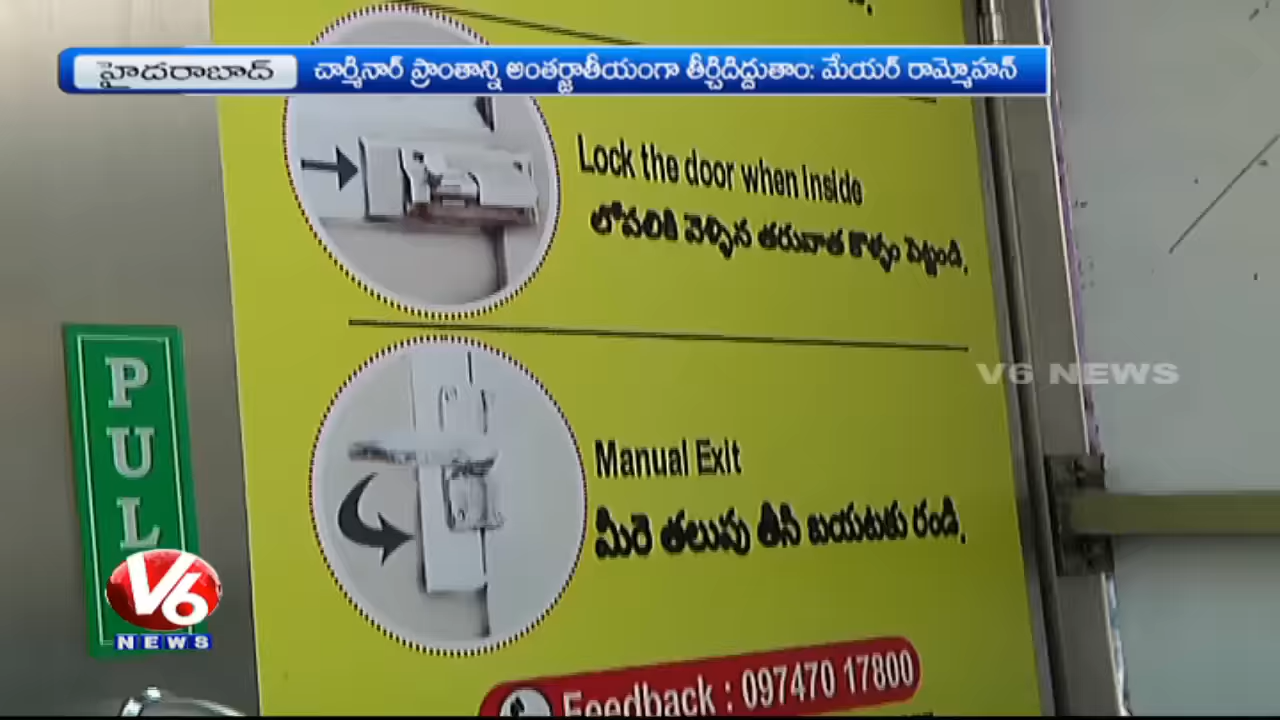 హైదరాబాద్ చార్మినార్ ప్రాంతాన్ని అంతర్జాతీయంగా తీర్చిదిద్దుతాం: మేయర్ రామ్మోహన్
Lock the door when Inside
లోపలికి వెళ్ళిన తరువాత కొళ్ళం పెట్టండి.
V6 NEWS
PUL
Manual Exit
మీరె తలుపు తీసి బయటకు రండి.
V6
NEWS
Feedback : 097470 17800